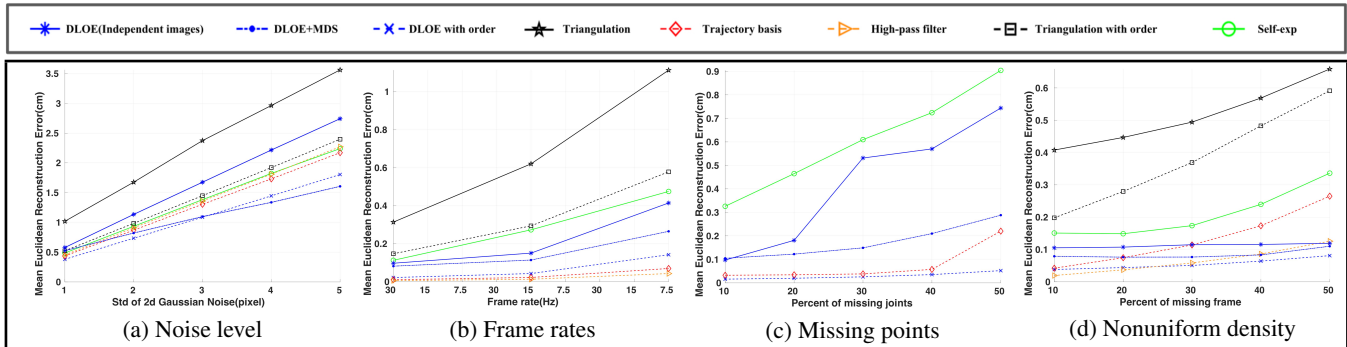 DLOE(Independent images) DLOE+MDS DLOE with order Triangulation Trajectory basis High-pass filter Triangulation with order Self-exp
Mean Euclidean Reconstruction Error(cm)
3.5
3
2.5
2
1.5
1
0.5
0
1 2 3 4 5
Std of 2d Gaussian Noise(pixel)
(a) Noise level
Mean Euclidean Reconstruction Error(cm)
1
0.8
0.6
0.4
0.2
0
30 15 7.5 30 15 7.5 30 15 7.5
Frame rate(Hz)
(b) Frame rates
Mean Euclidean Reconstruction Error(cm)
0.9
0.8
0.7
0.6
0.5
0.4
0.3
0.2
0.1
0
10 20 30 40 50
Percent of missing joints
(c) Missing points
Mean Euclidean Reconstruction Error(cm)
0.6
0.5
0.4
0.3
0.2
0.1
0
10 20 30 40 50
Percent of missing frame
(d) Nonuniform density